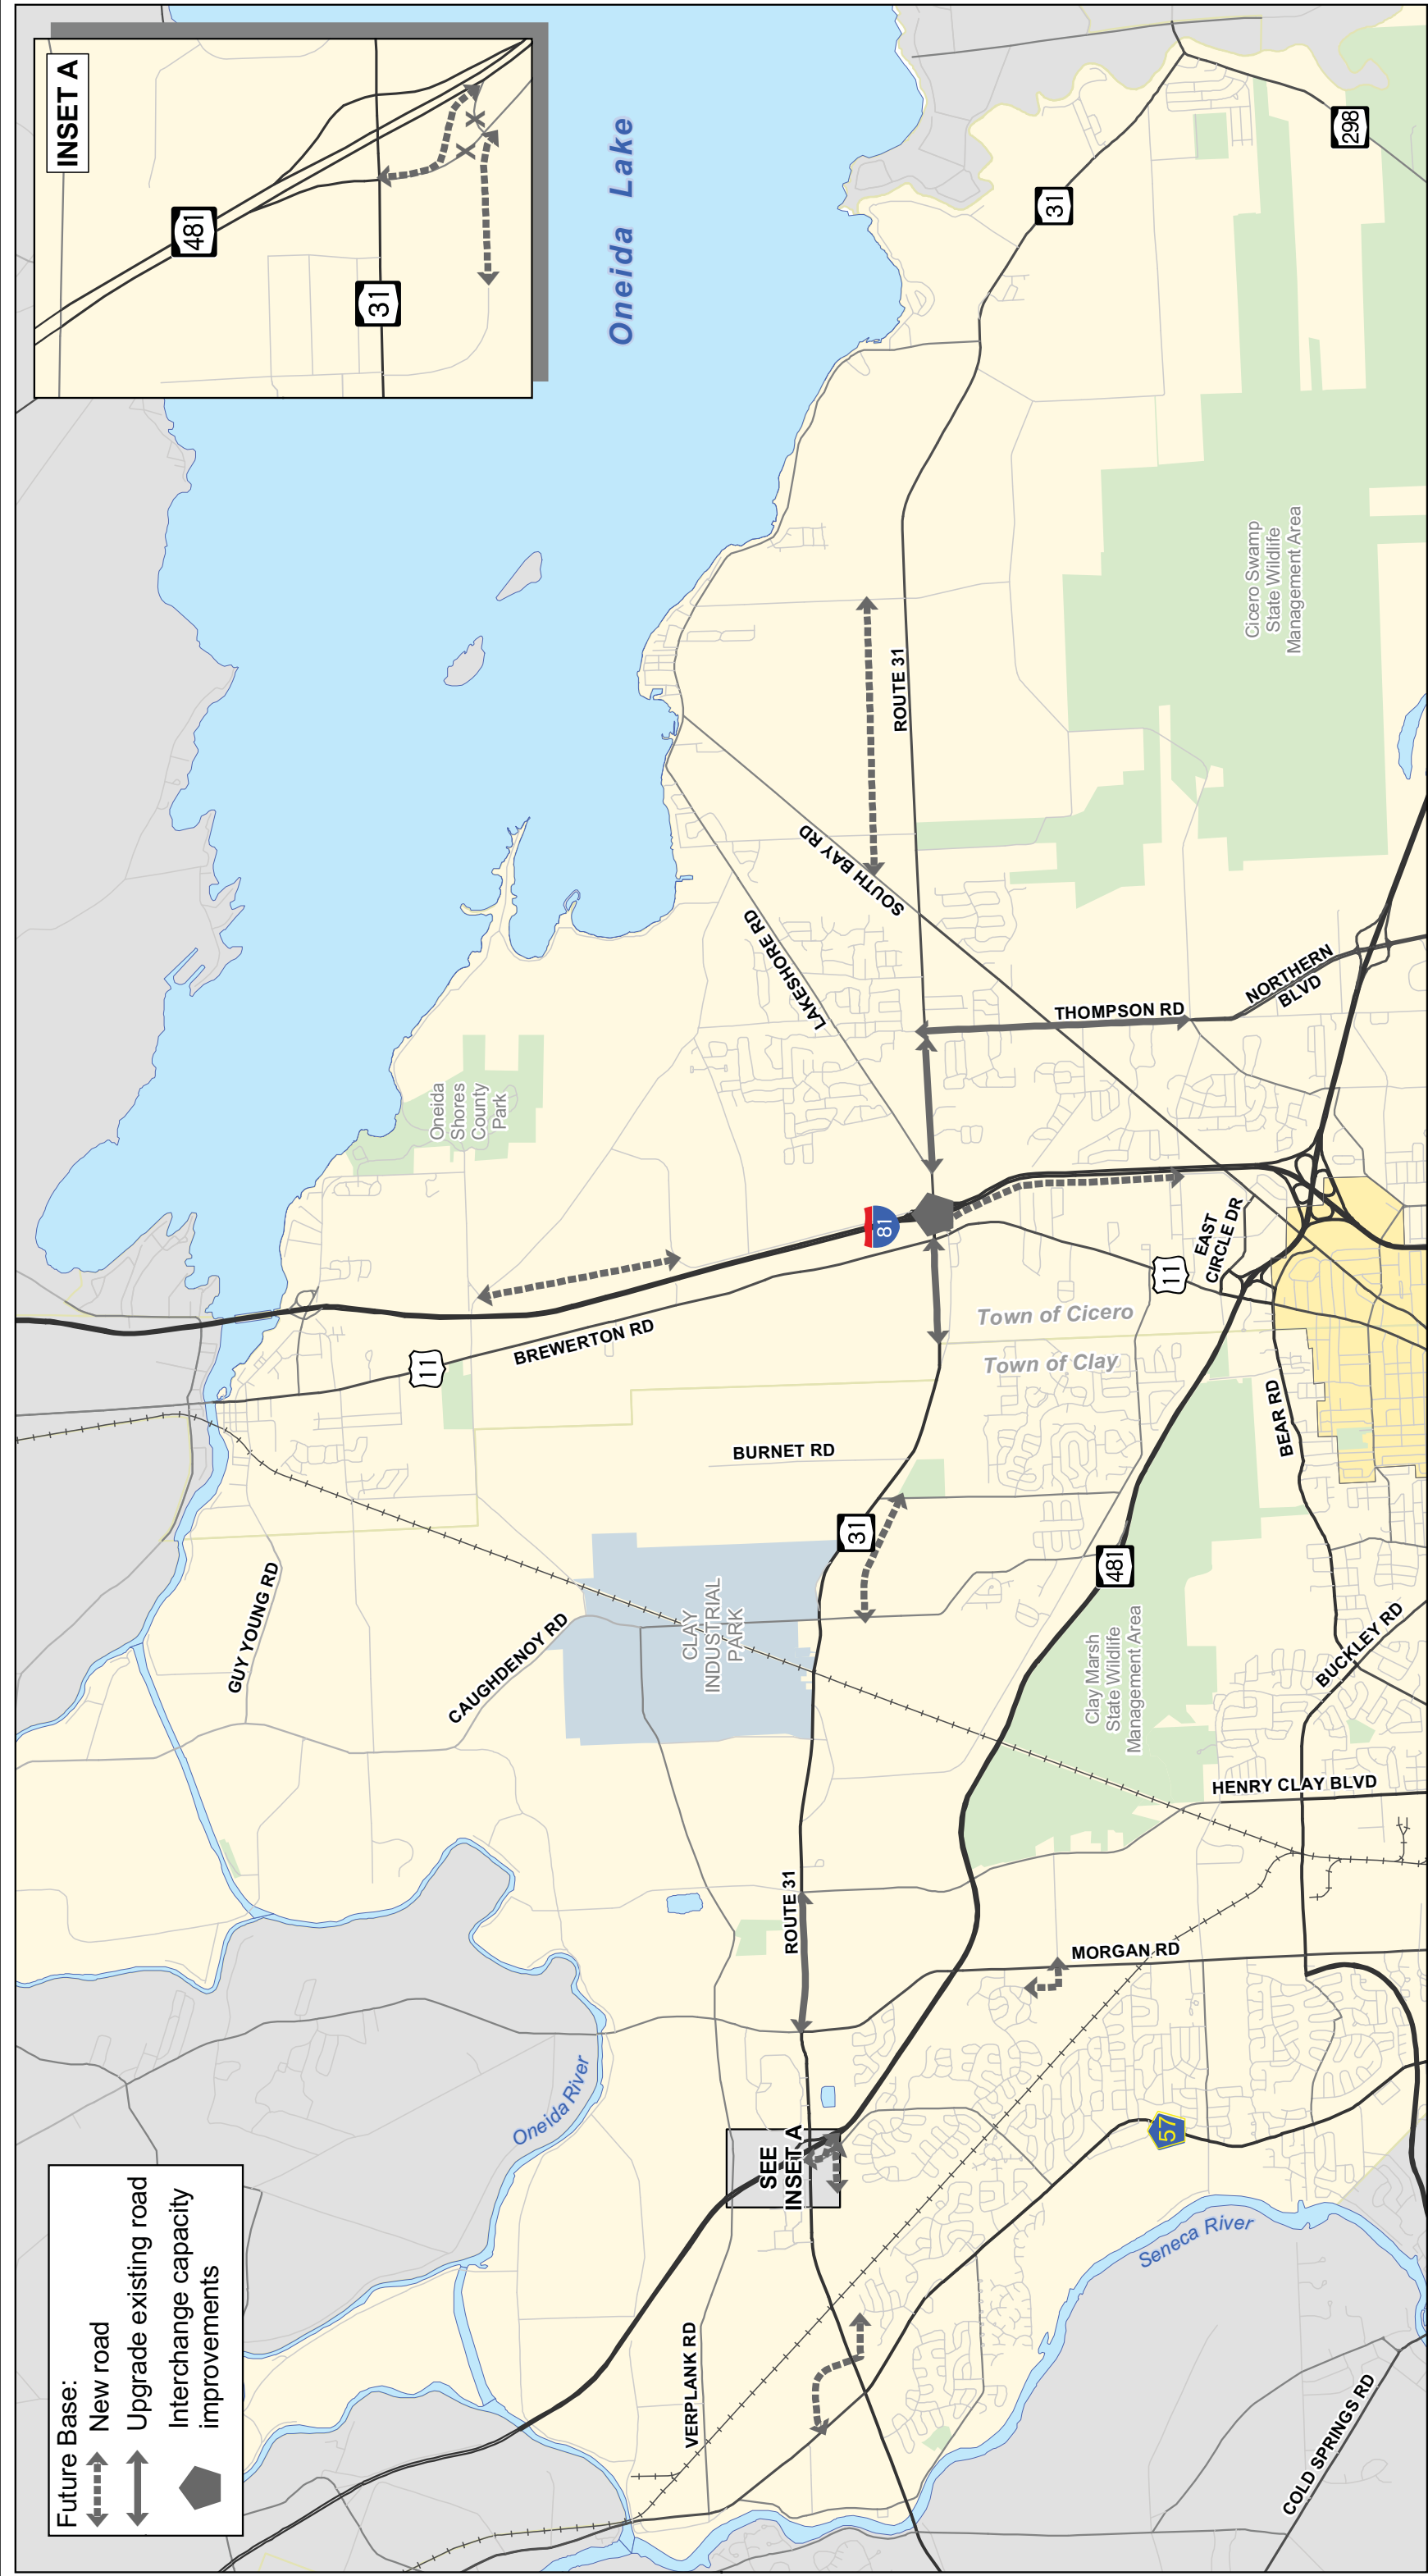 Future Base:
New road
Upgrade existing road
Interchange capacity
improvements
INSET A
481
31
Oneida Lake
31
298
Cicero Swamp
State Wildlife
Management Area
ROUTE 31
SOUTH BAY RD
LAKESHORE RD
THOMPSON RD
NORTHERN
BLVD
Oneida
Shores
County
Park
81
EAST
CIRCLE DR
11
Town of Cicero
Town of Clay
BREWERTON RD
11
BEAR RD
BURNET RD
31
481
CLAY
INDUSTRIAL
PARK
GUY YOUNG RD
CAUGHDENOY RD
Clay Marsh
State Wildlife
Management Area
BUCKLEY RD
HENRY CLAY BLVD
ROUTE 31
MORGAN RD
Oneida River
57
SEE
INSET A
Seneca River
VERPLANK RD
COLD SPRINGS RD